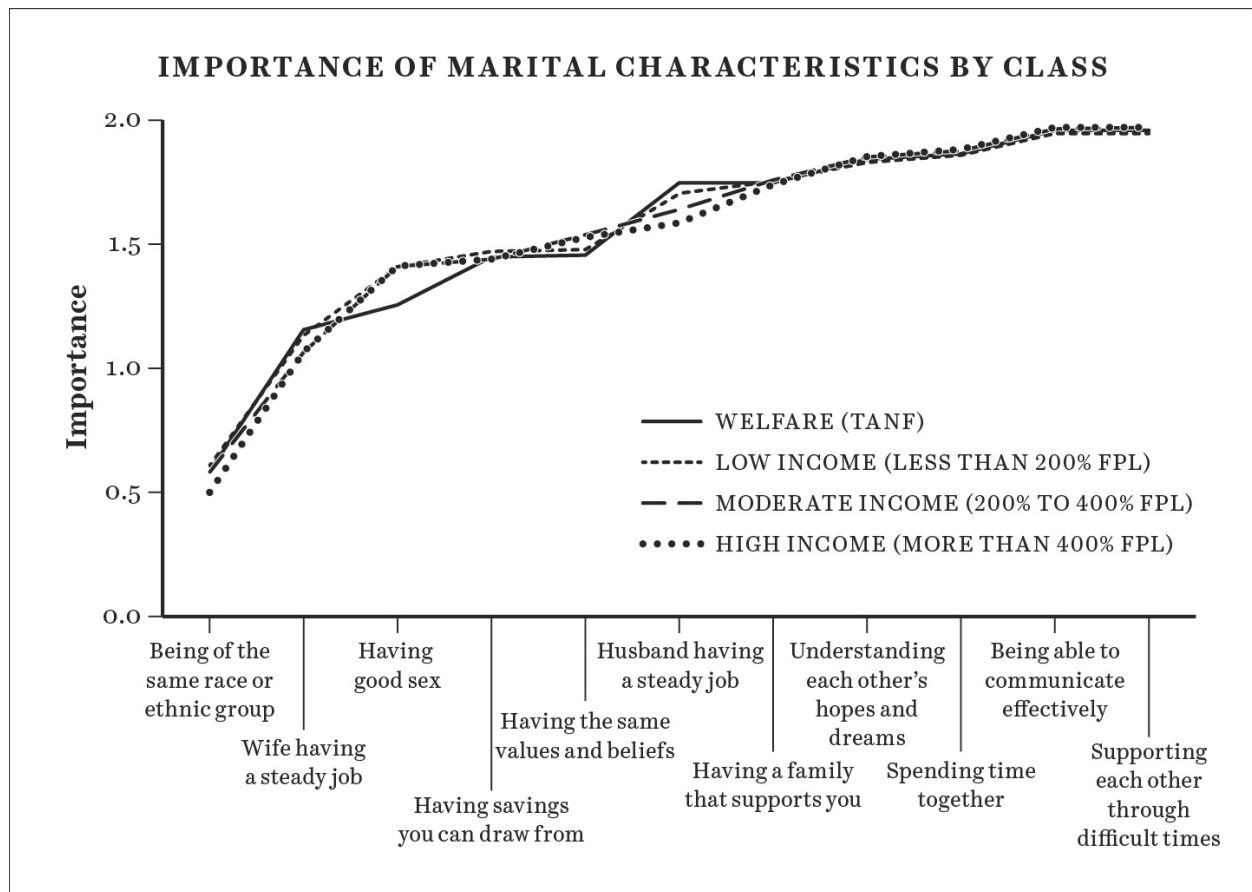 IMPORTANCE OF MARITAL CHARACTERISTICS BY CLASS
Importance
2.0
1.5
1.0
0.5
0.0
WELFARE (TANF)
LOW INCOME (LESS THAN 200% FPL)
MODERATE INCOME (200% TO 400% FPL)
HIGH INCOME (MORE THAN 400% FPL)
Being of the
same race or
ethnic group
Wife having
a steady job
Having
good sex
Having savings
you can draw from
Having the same
values and beliefs
Husband having
a steady job
Having a family
that supports you
Understanding
each other’s
hopes and
dreams
Spending time
together
Being able to
communicate
effectively
Supporting
each other
through
difficult times